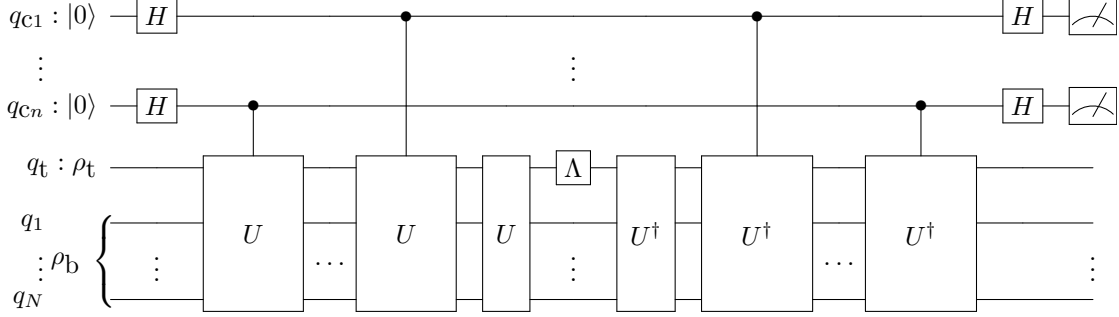 q_{c1} : |0⟩ H H
⋮ ⋮
q_{cn} : |0⟩ H H
q_t : ρ_t Λ
q_1 U U U U† U† U†
⋮ ρ_b ⋮ ... ⋮ ... ⋮
q_N